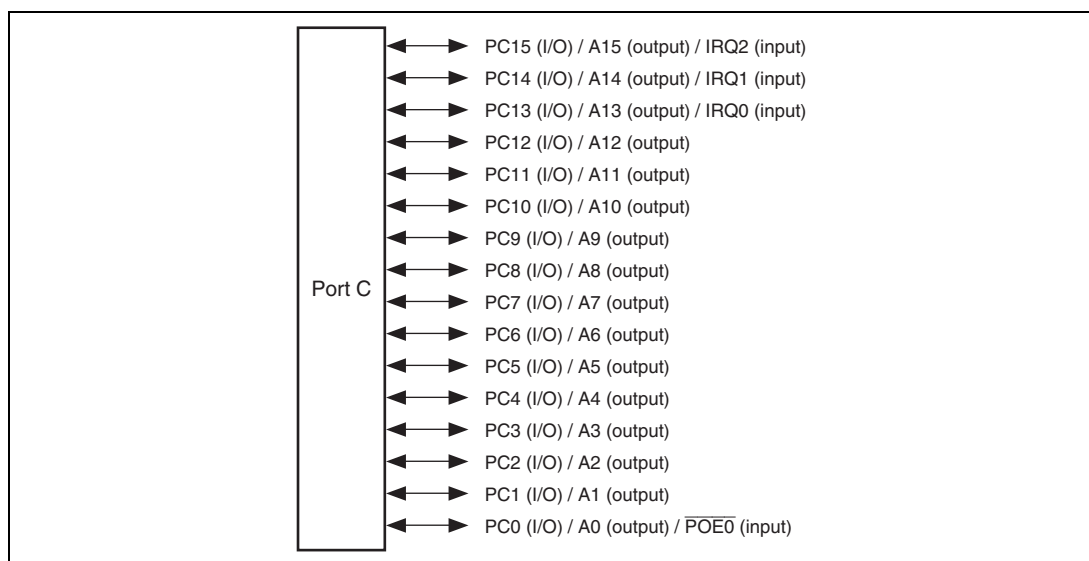 Port C
PC15 (I/O) / A15 (output) / IRQ2 (input)
PC14 (I/O) / A14 (output) / IRQ1 (input)
PC13 (I/O) / A13 (output) / IRQ0 (input)
PC12 (I/O) / A12 (output)
PC11 (I/O) / A11 (output)
PC10 (I/O) / A10 (output)
PC9 (I/O) / A9 (output)
PC8 (I/O) / A8 (output)
PC7 (I/O) / A7 (output)
PC6 (I/O) / A6 (output)
PC5 (I/O) / A5 (output)
PC4 (I/O) / A4 (output)
PC3 (I/O) / A3 (output)
PC2 (I/O) / A2 (output)
PC1 (I/O) / A1 (output)
PC0 (I/O) / A0 (output) / P̅O̅E̅0̅ (input)